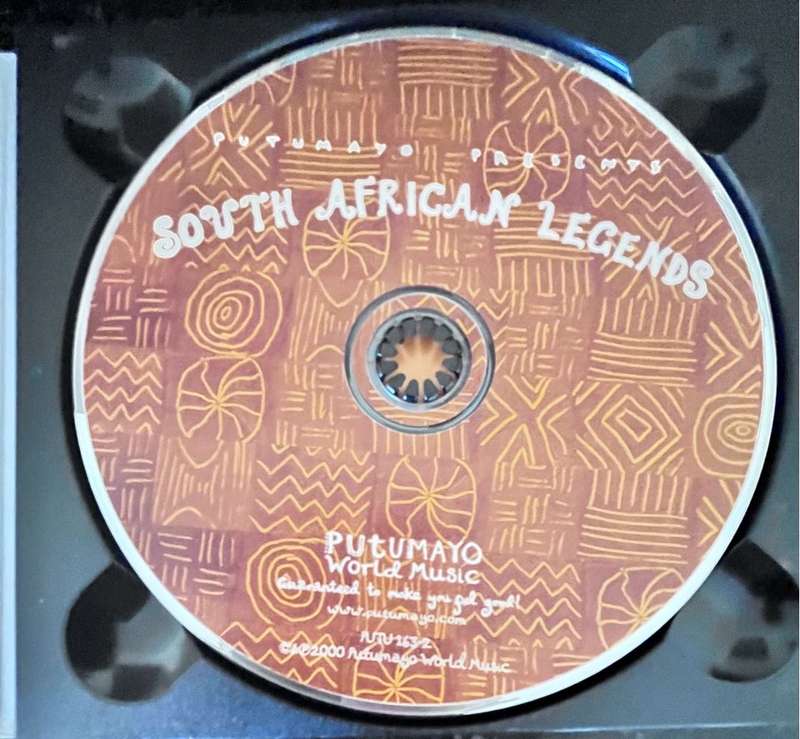 PUTUMAYO PRESENTS
SOUTH AFRICAN LEGENDS
PUTUMAYO
World Music
Guaranteed to make you feel good!
www.putumayo.com
PUTU 163-2
©&℗2000 Putumayo World Music